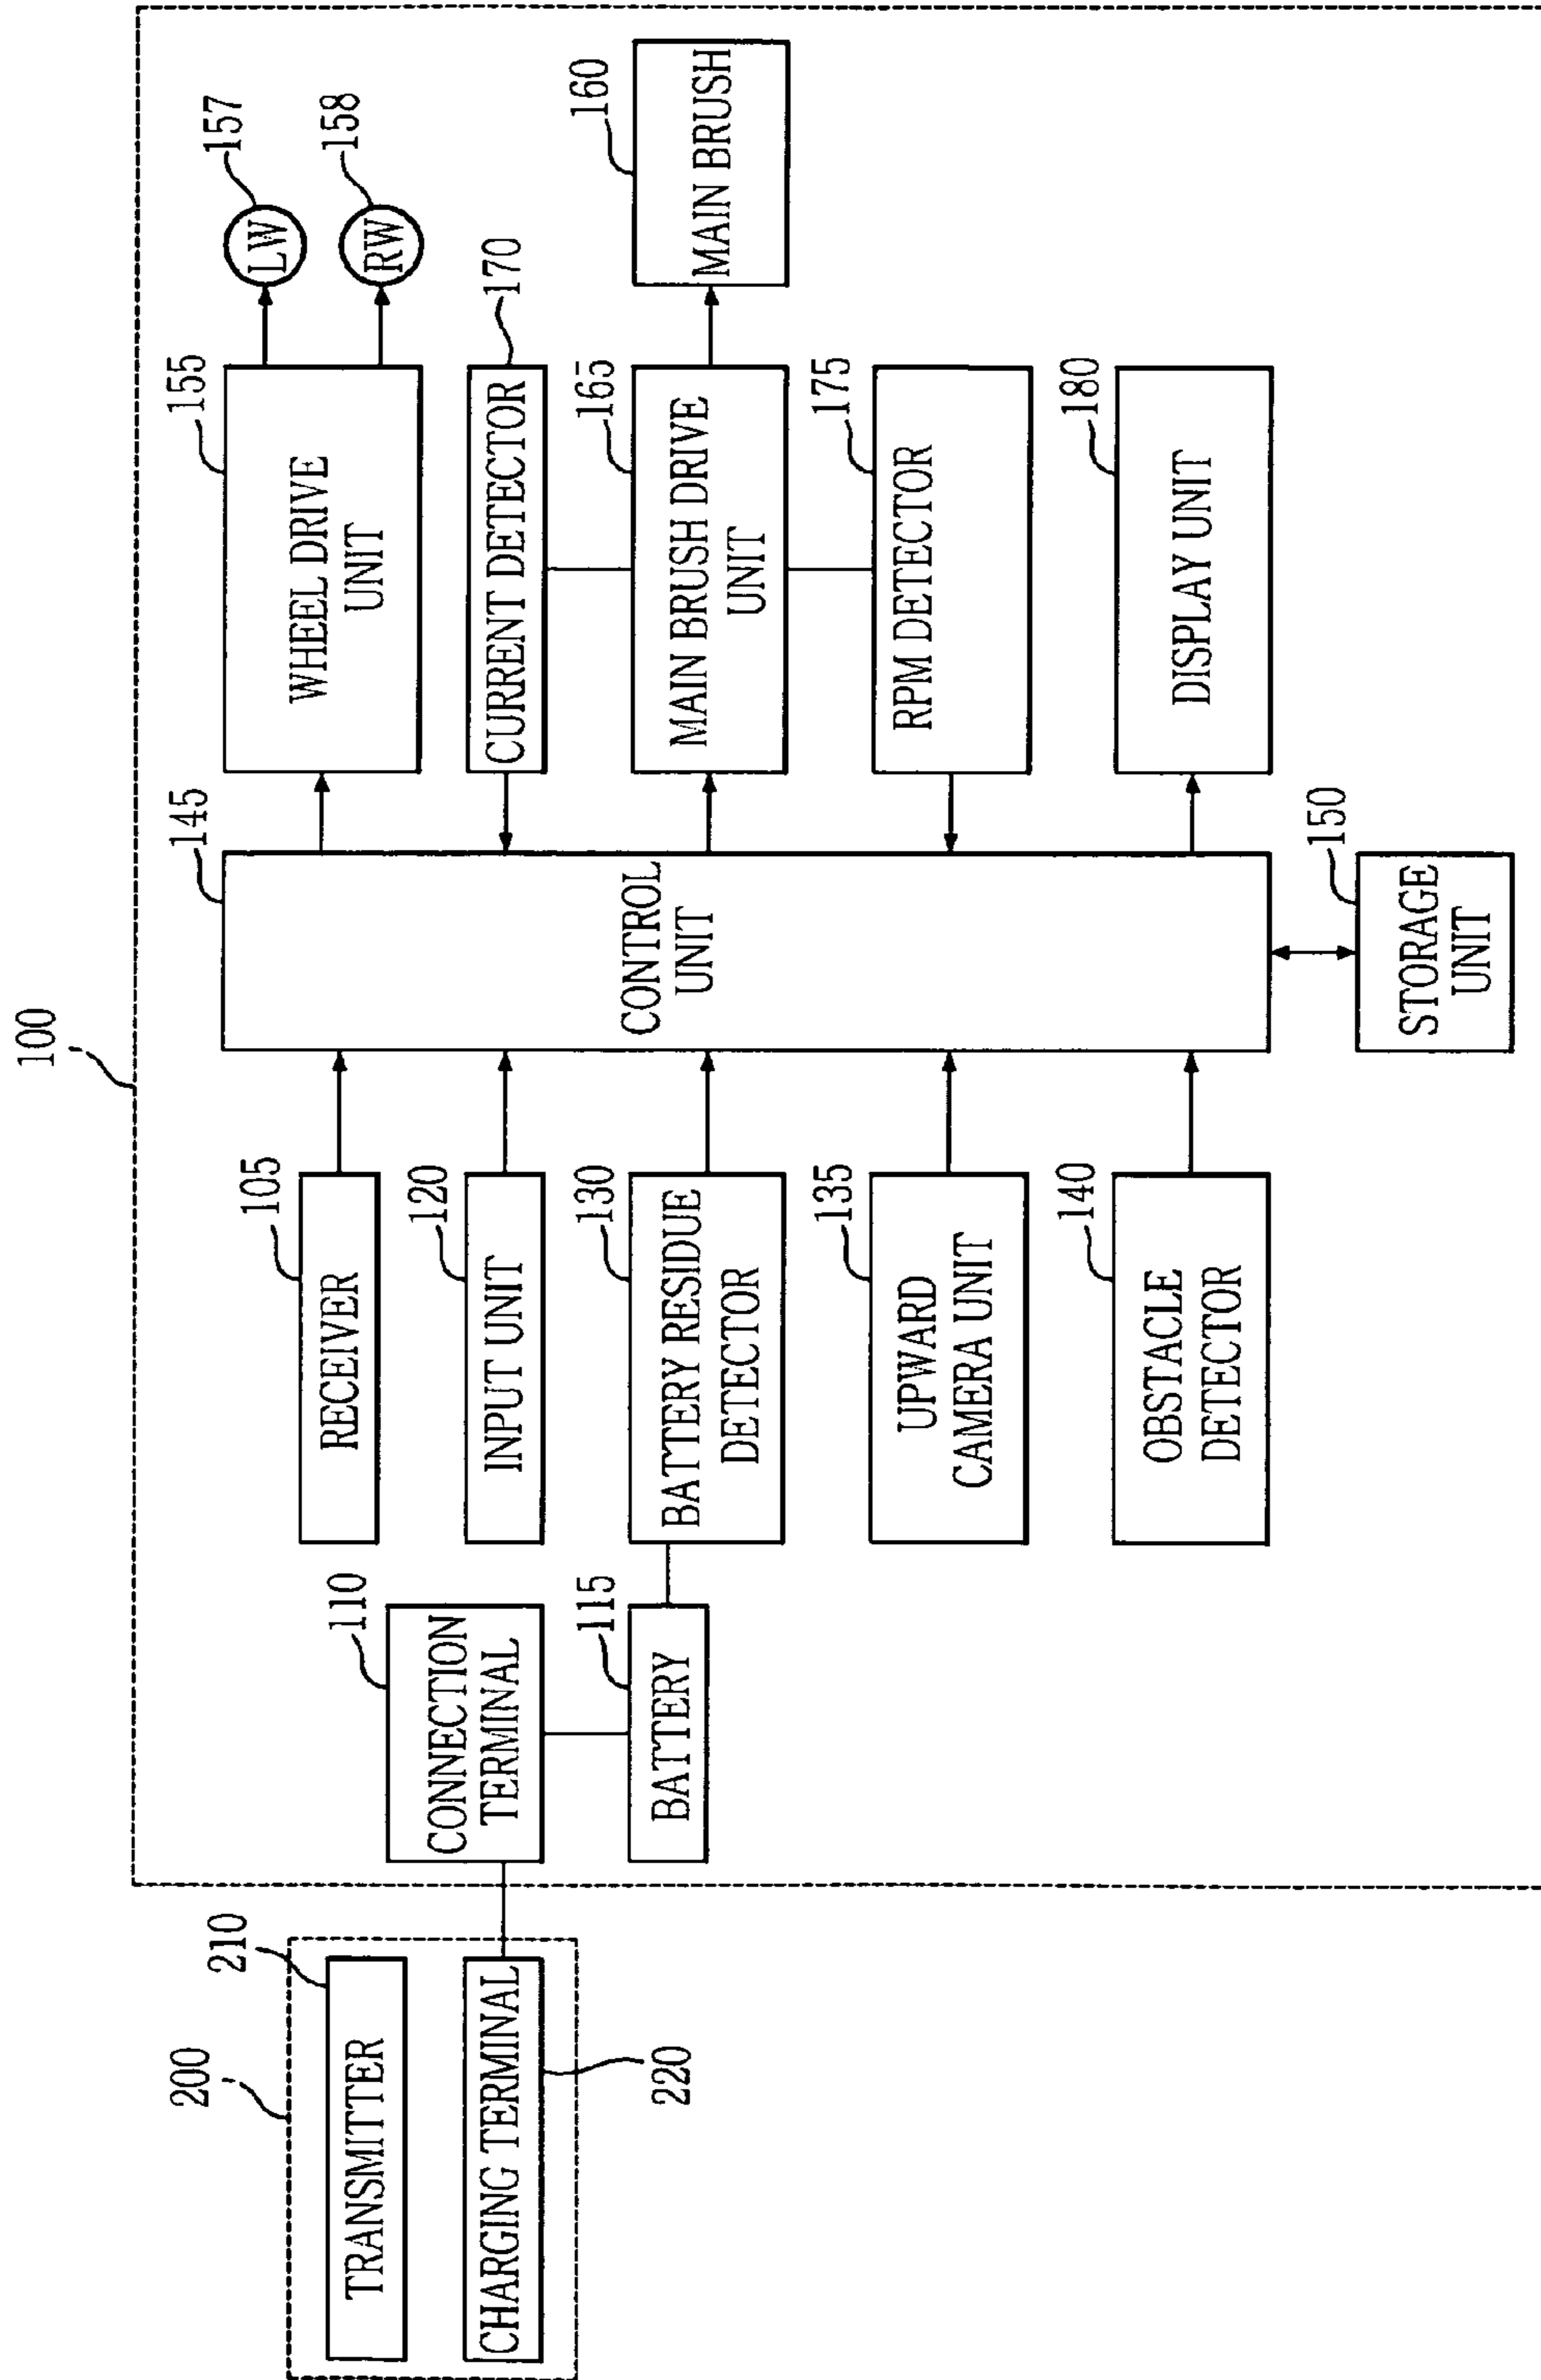 100
200
TRANSMITTER
210
CHARGING TERMINAL
220
CONNECTION
TERMINAL
110
BATTERY
115
RECEIVER
105
INPUT UNIT
120
BATTERY RESIDUE
DETECTOR
130
UPWARD
CAMERA UNIT
135
OBSTACLE
DETECTOR
140
CONTROL
UNIT
145
STORAGE
UNIT
150
WHEEL DRIVE
UNIT
155
LW
157
RW
158
CURRENT DETECTOR
170
MAIN BRUSH DRIVE
UNIT
165
MAIN BRUSH
160
RPM DETECTOR
175
DISPLAY UNIT
180